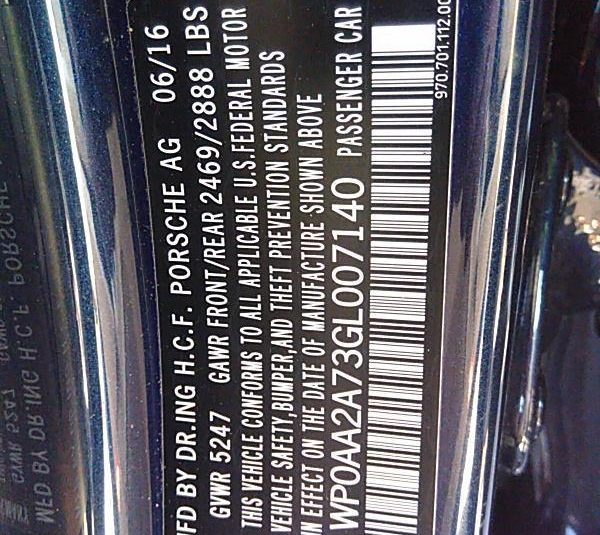 MFD BY DR.ING H.C.F. PORSCHE AG 06/16
GVWR 5247 GAWR FRONT/REAR 2469/2888 LBS
THIS VEHICLE CONFORMS TO ALL APPLICABLE U.S.FEDERAL MOTOR
VEHICLE SAFETY,BUMPER,AND THEFT PREVENTION STANDARDS
IN EFFECT ON THE DATE OF MANUFACTURE SHOWN ABOVE
WP0AA2A73GL007140 PASSENGER CAR
970.701.112.00